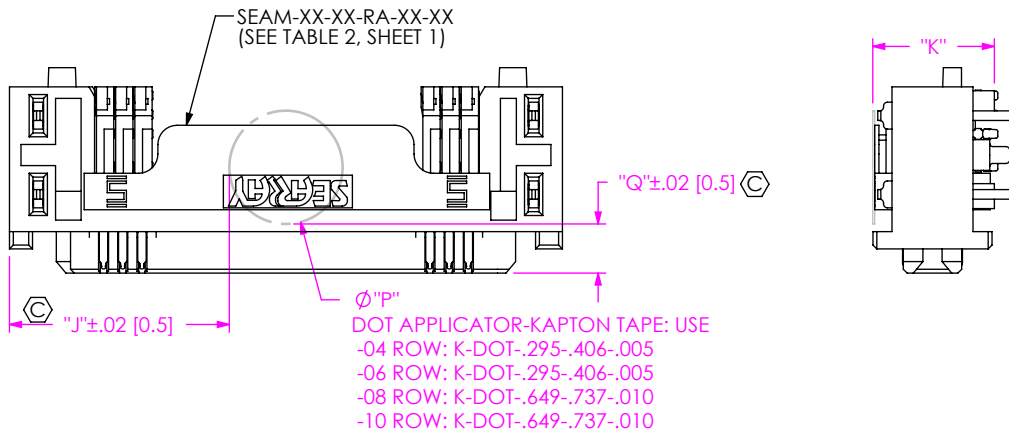 SEAM-XX-XX-RA-XX-XX
(SEE TABLE 2, SHEET 1)
"K"
SEARAY
"Q"±.02 [0.5] C
C
"J"±.02 [0.5]
Ø"P"
DOT APPLICATOR-KAPTON TAPE: USE
-04 ROW: K-DOT-.295-.406-.005
-06 ROW: K-DOT-.295-.406-.005
-08 ROW: K-DOT-.649-.737-.010
-10 ROW: K-DOT-.649-.737-.010